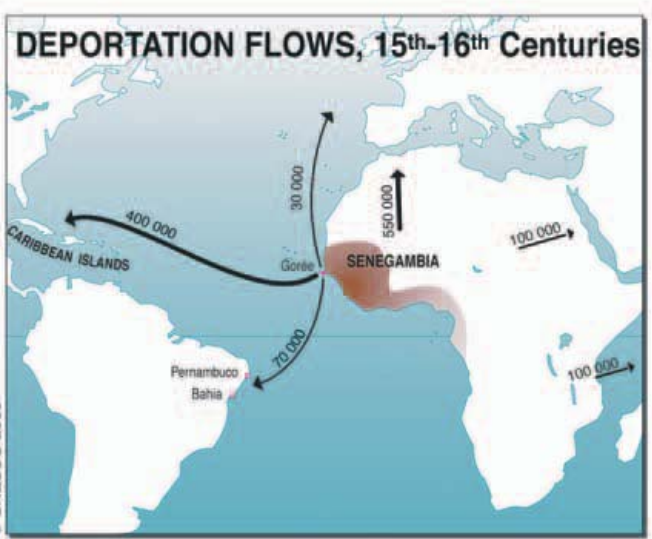 DEPORTATION FLOWS, 15th-16th Centuries
30 000
550 000
400 000
100 000
CARIBBEAN ISLANDS
Gorée
SENEGAMBIA
70 000
Pernambuco
100 000
Bahia